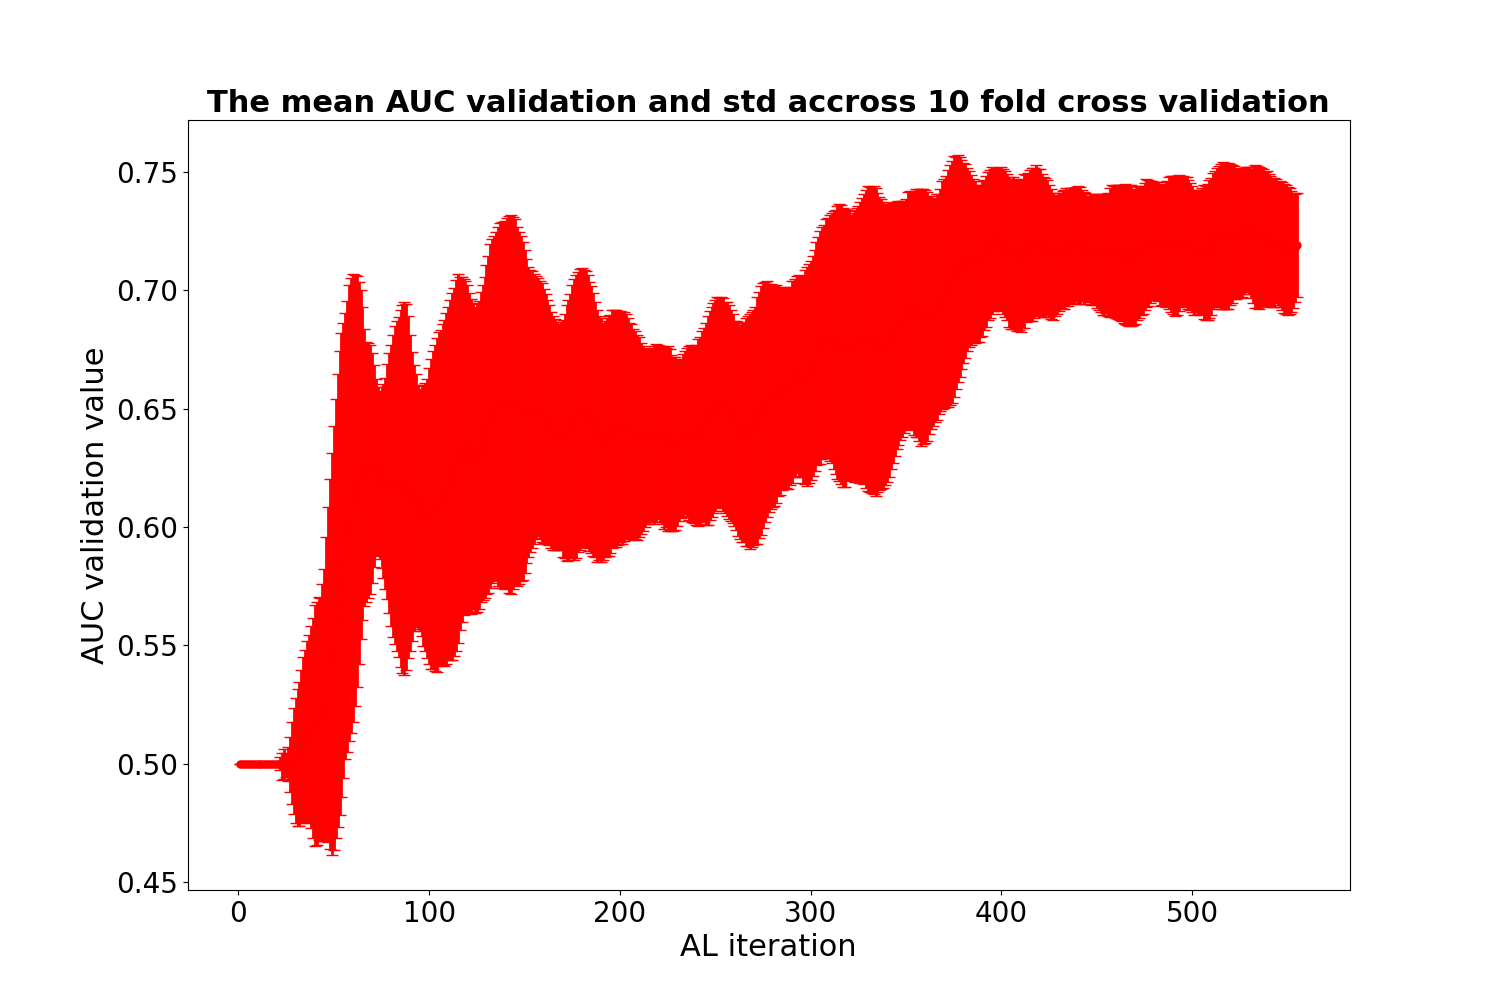 The mean AUC validation and std accross 10 fold cross validation
0.75
0.70
0.65
0.60
0.55
0.50
0.45
AUC validation value
0 100 200 300 400 500
AL iteration